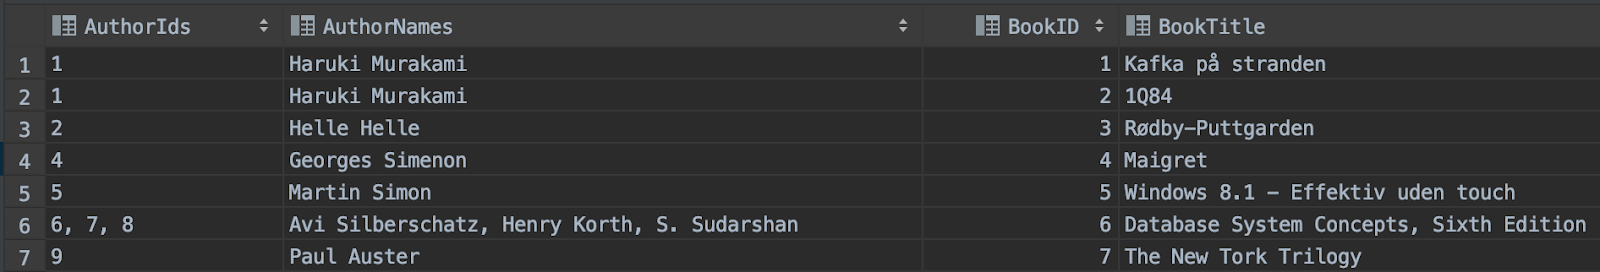 AuthorIds AuthorNames BookID BookTitle
1 1 Haruki Murakami 1 Kafka på stranden
2 1 Haruki Murakami 2 1Q84
3 2 Helle Helle 3 Rødby-Puttgarden
4 4 Georges Simenon 4 Maigret
5 5 Martin Simon 5 Windows 8.1 - Effektiv uden touch
6 6, 7, 8 Avi Silberschatz, Henry Korth, S. Sudarshan 6 Database System Concepts, Sixth Edition
7 9 Paul Auster 7 The New Tork Trilogy